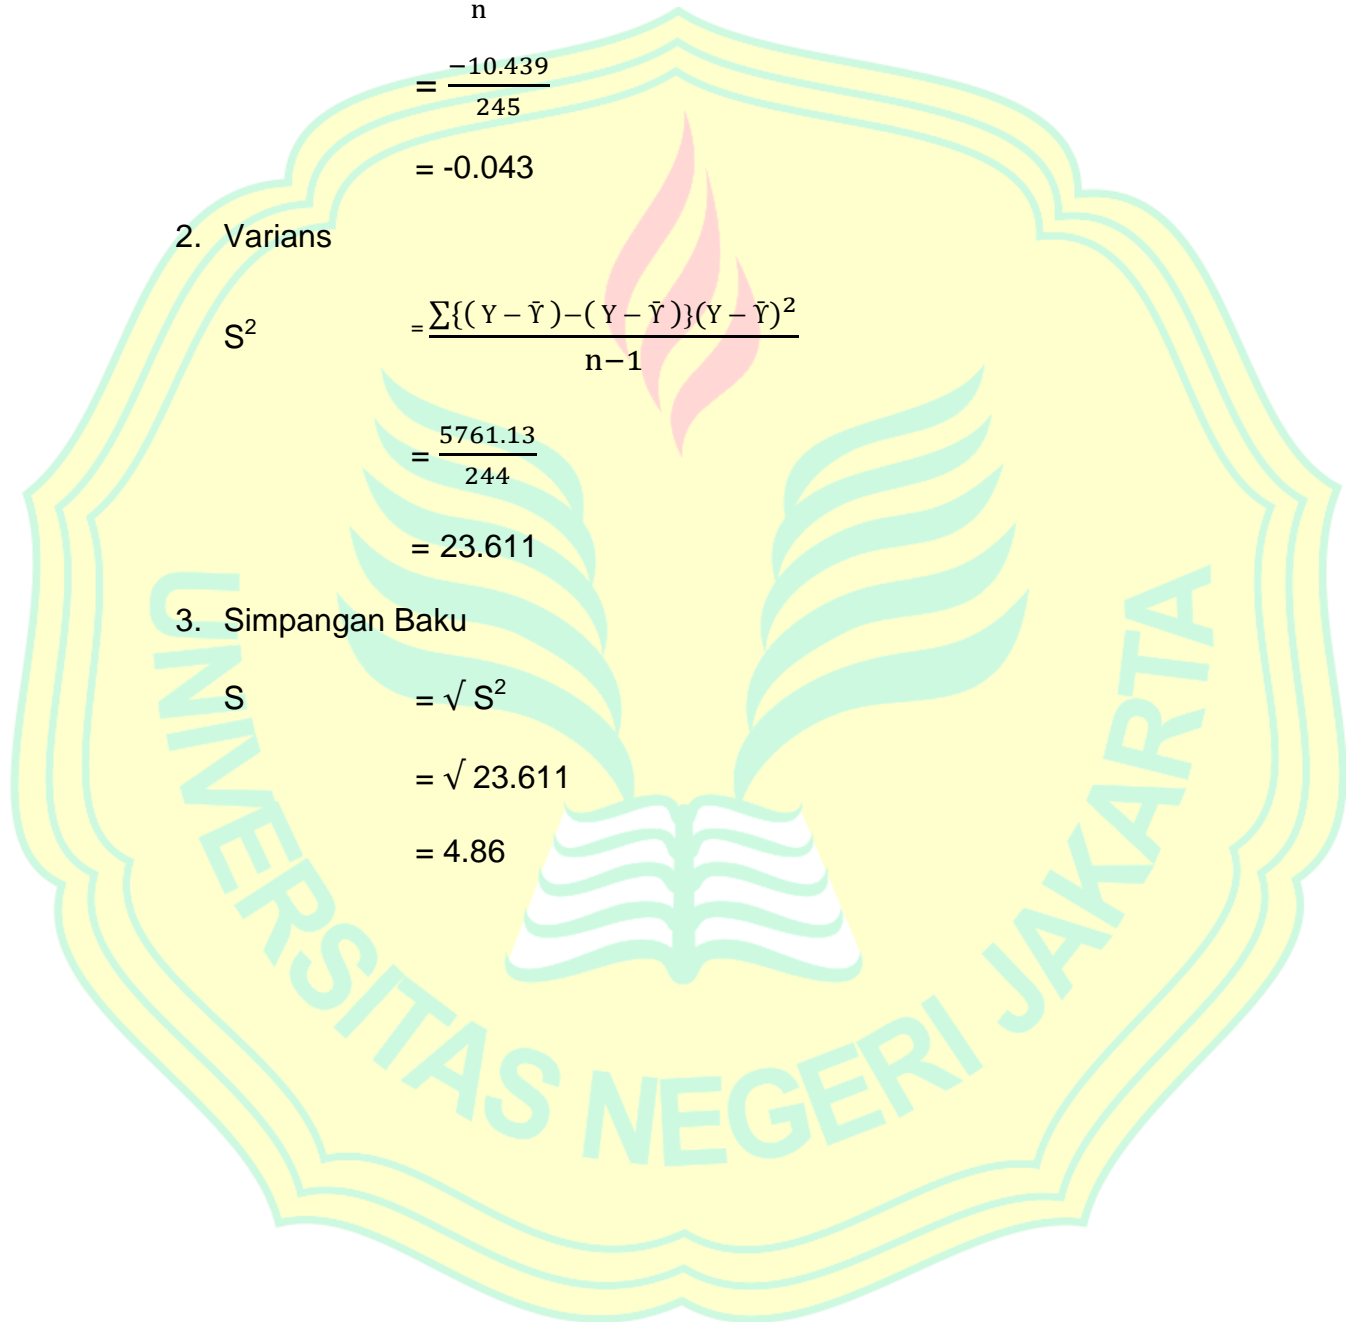 n
= −10.439
245
= -0.043
2. Varians
S² = ∑{( Y – Ȳ )−( Y – Ȳ )}(Y – Ȳ)²
n−1
= 5761.13
244
= 23.611
3. Simpangan Baku
S = √ S²
= √ 23.611
= 4.86
UNIVERSITAS NEGERI JAKARTA